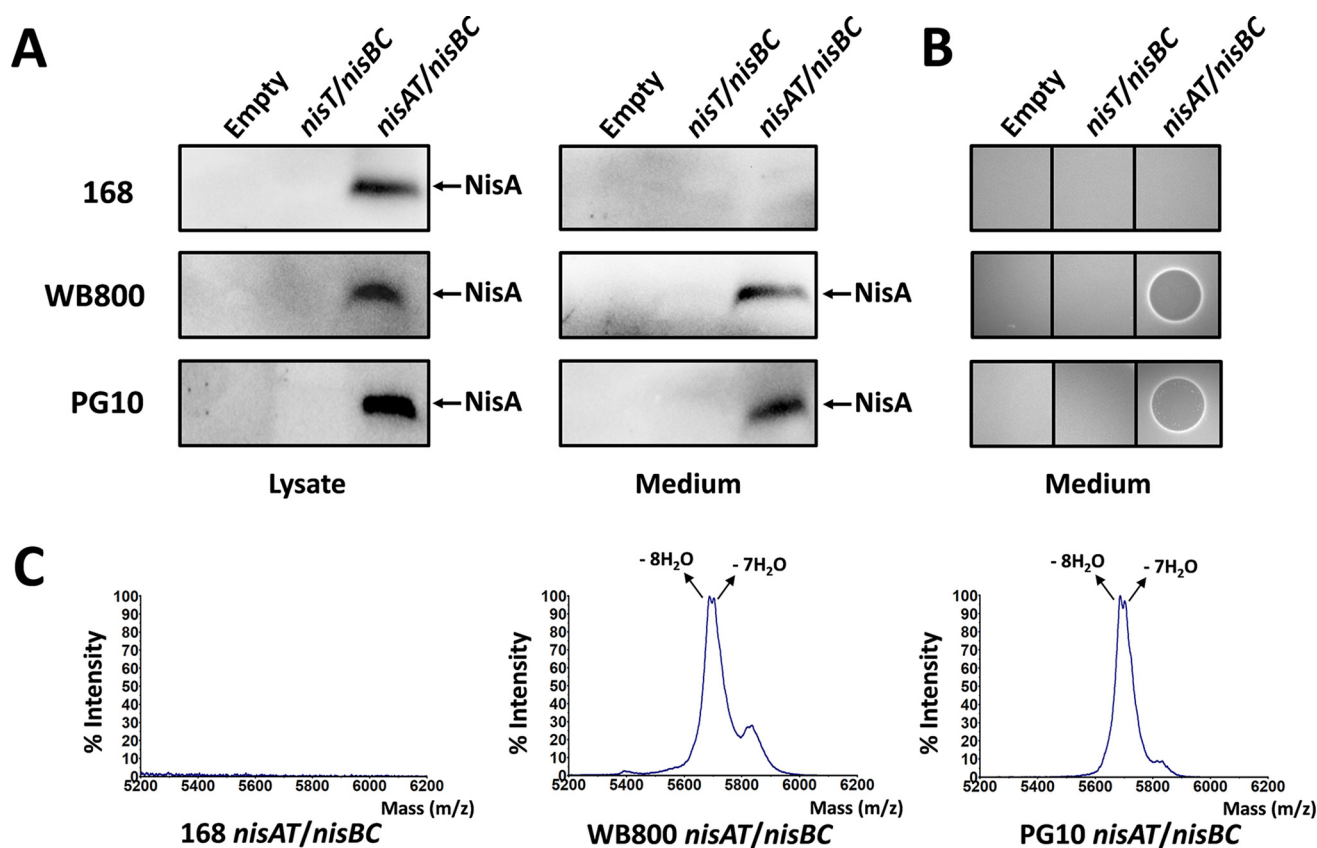 A
Empty
nisT/nisBC
nisAT/nisBC
Empty
nisT/nisBC
nisAT/nisBC
B
Empty
nisT/nisBC
nisAT/nisBC
168
NisA
WB800
NisA
NisA
PG10
NisA
NisA
Lysate
Medium
Medium
C
% Intensity
100
90
80
70
60
50
40
30
20
10
0
5200 5400 5600 5800 6000 6200
Mass (m/z)
168 nisAT/nisBC
- 8H₂O
- 7H₂O
% Intensity
100
90
80
70
60
50
40
30
20
10
0
5200 5400 5600 5800 6000 6200
Mass (m/z)
WB800 nisAT/nisBC
- 8H₂O
- 7H₂O
% Intensity
100
90
80
70
60
50
40
30
20
10
0
5200 5400 5600 5800 6000 6200
Mass (m/z)
PG10 nisAT/nisBC